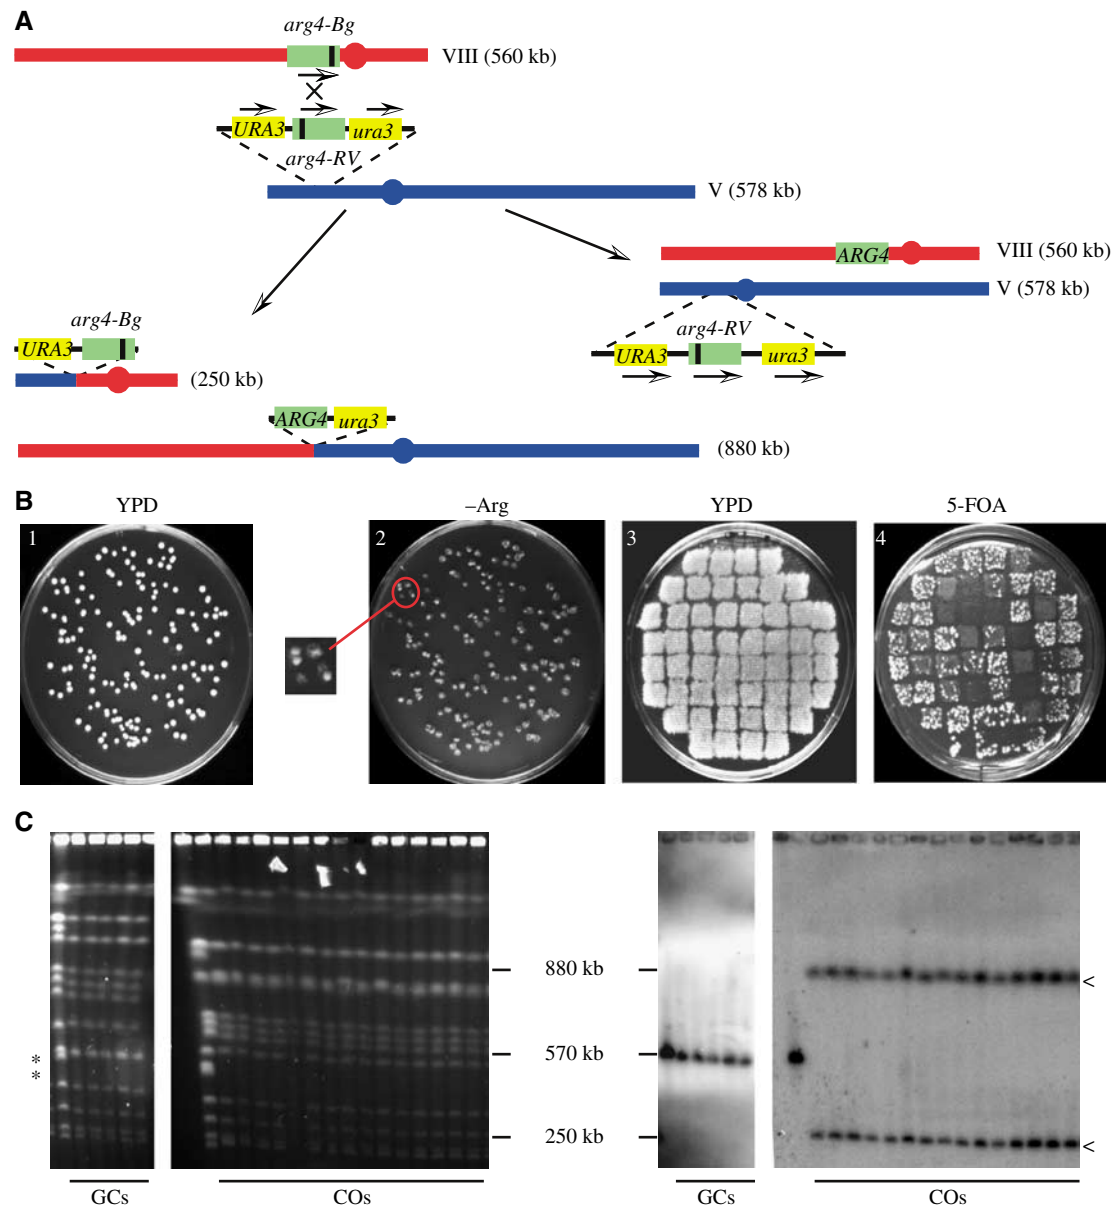 A
arg4-Bg
VIII (560 kb)
URA3
ura3
arg4-RV
V (578 kb)
ARG4
VIII (560 kb)
V (578 kb)
arg4-Bg
arg4-RV
URA3
URA3
ura3
(250 kb)
ARG4
ura3
(880 kb)
B
YPD
–Arg
YPD
5-FOA
1
2
3
4
C
880 kb
*
*
570 kb
250 kb
<
<
GCs
COs
GCs
COs